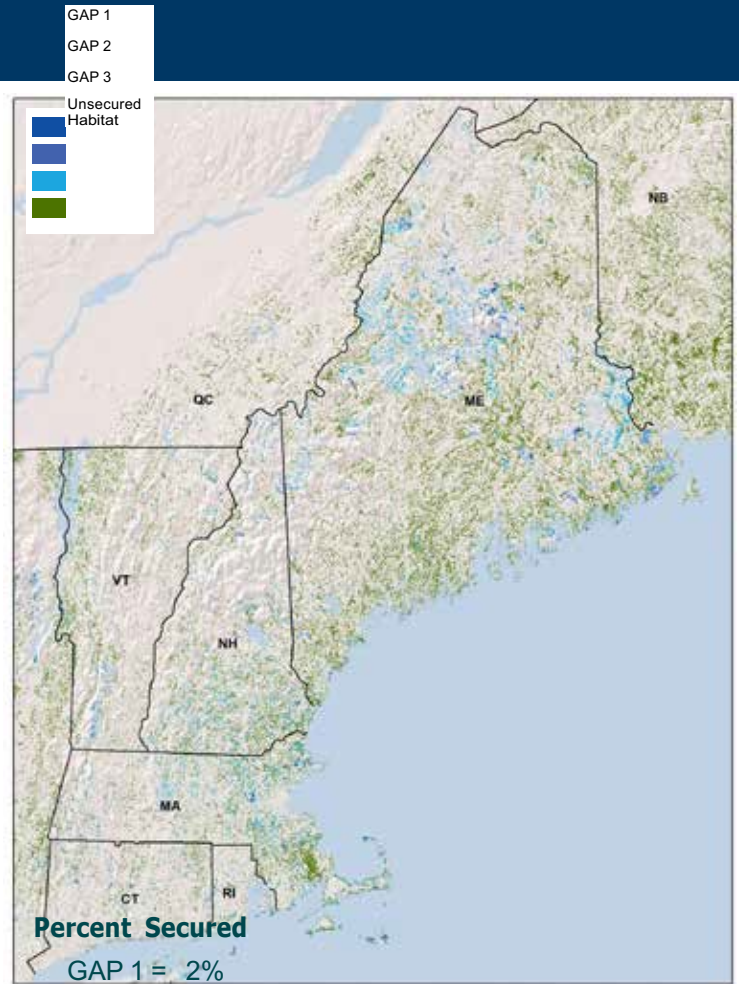 GAP 1
GAP 2
GAP 3
Unsecured
Habitat
NB
QC
ME
VT
NH
MA
CT
RI
Percent Secured
GAP 1 = 2%